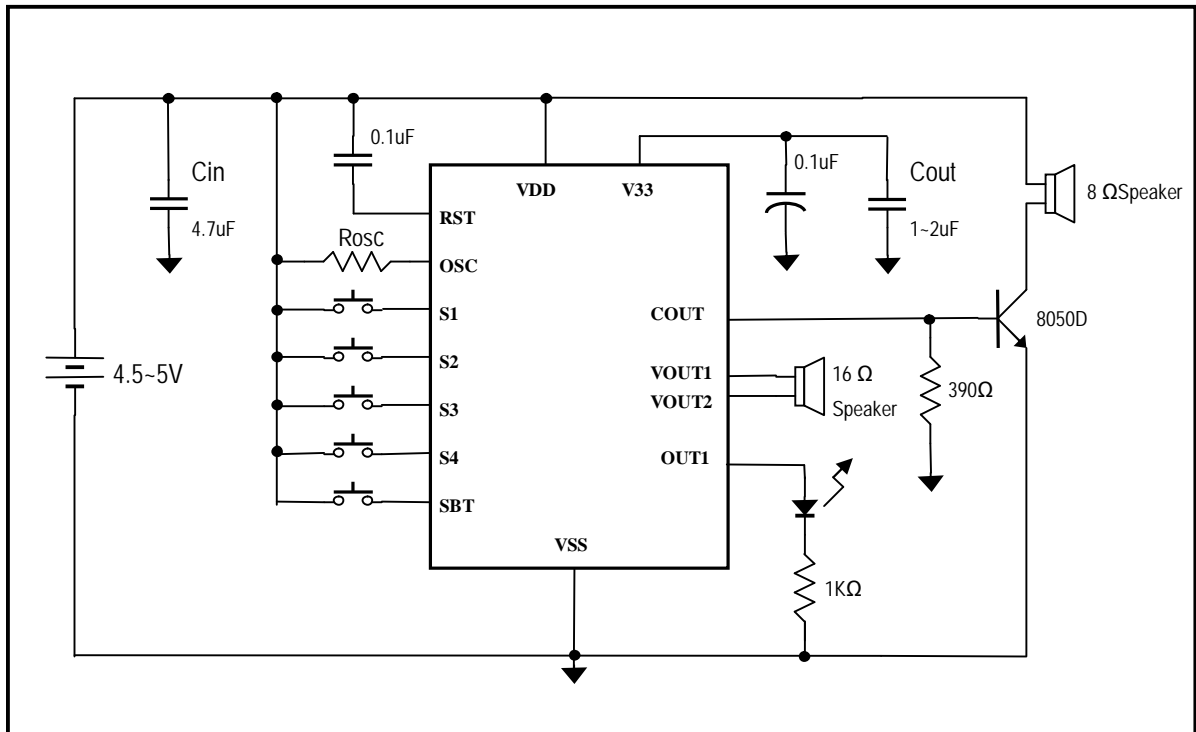 0.1uF
Cin
4.7uF
VDD
V33
0.1uF
Cout
1~2uF
8 ΩSpeaker
RST
Rosc
OSC
S1
COUT
8050D
S2
4.5~5V
VOUT1
16 Ω
390Ω
S3
VOUT2
Speaker
S4
OUT1
SBT
VSS
1KΩ